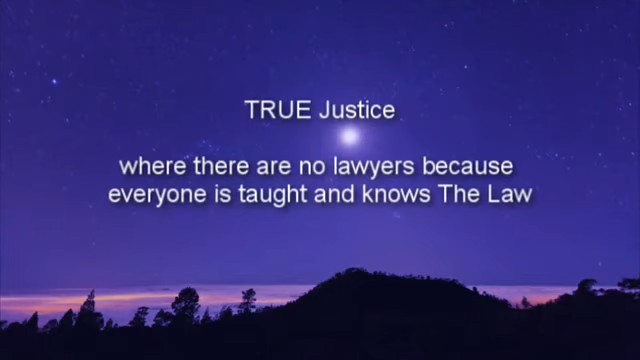 TRUE Justice
where there are no lawyers because
everyone is taught and knows The Law